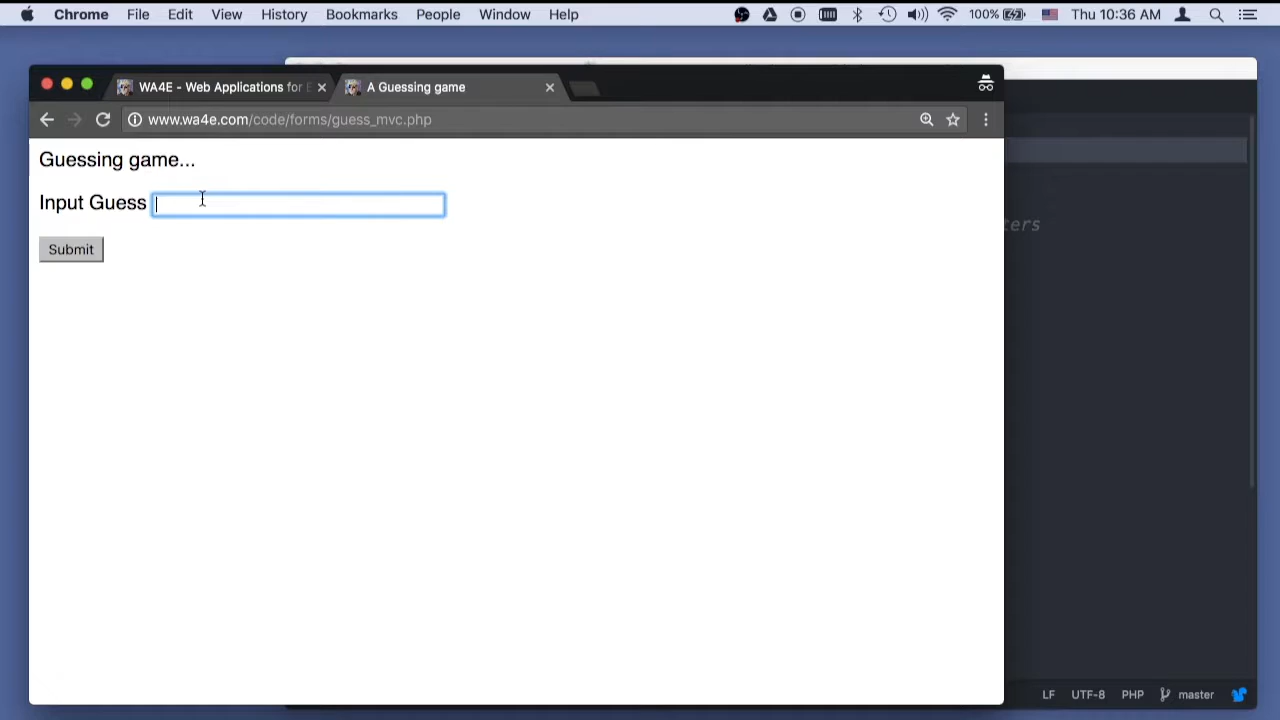 Chrome File Edit View History Bookmarks People Window Help 100% Thu 10:36 AM
WA4E - Web Applications for E
A Guessing game
www.wa4e.com/code/forms/guess_mvc.php
Guessing game...
Input Guess
Submit
ters
LF UTF-8 PHP master